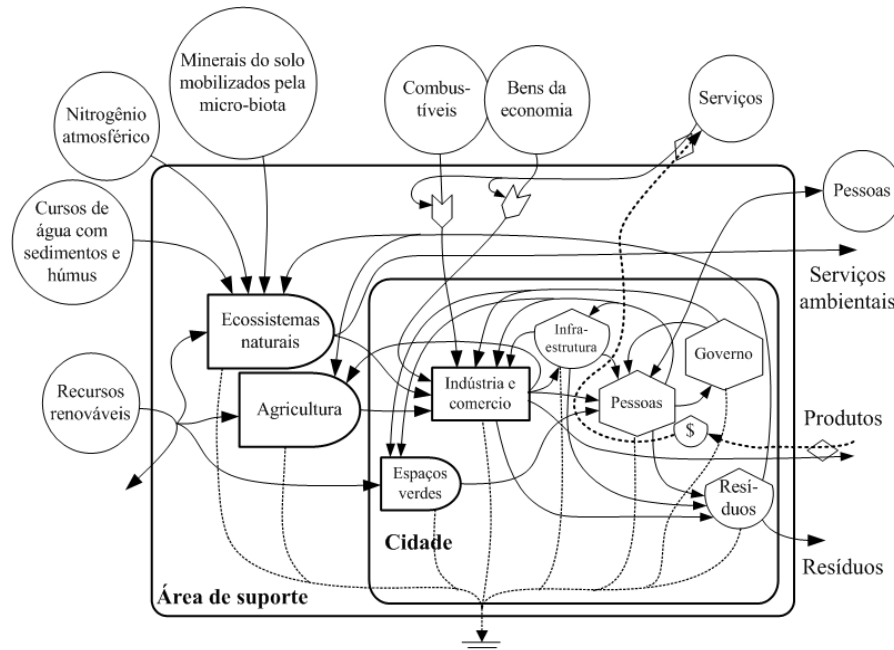 Minerais do solo
mobilizados pela
micro-biota
Nitrogênio
atmosférico
Combus-
tíveis
Bens da
economia
Serviços
Pessoas
Cursos de
água com
sedimentos e
húmus
Serviços
ambientais
Ecossistemas
naturais
Infra-
estrutura
Governo
Recursos
renováveis
Agricultura
Indústria e
comercio
Pessoas
$
Produtos
Espaços
verdes
Resí-
duos
Cidade
Resíduos
Área de suporte